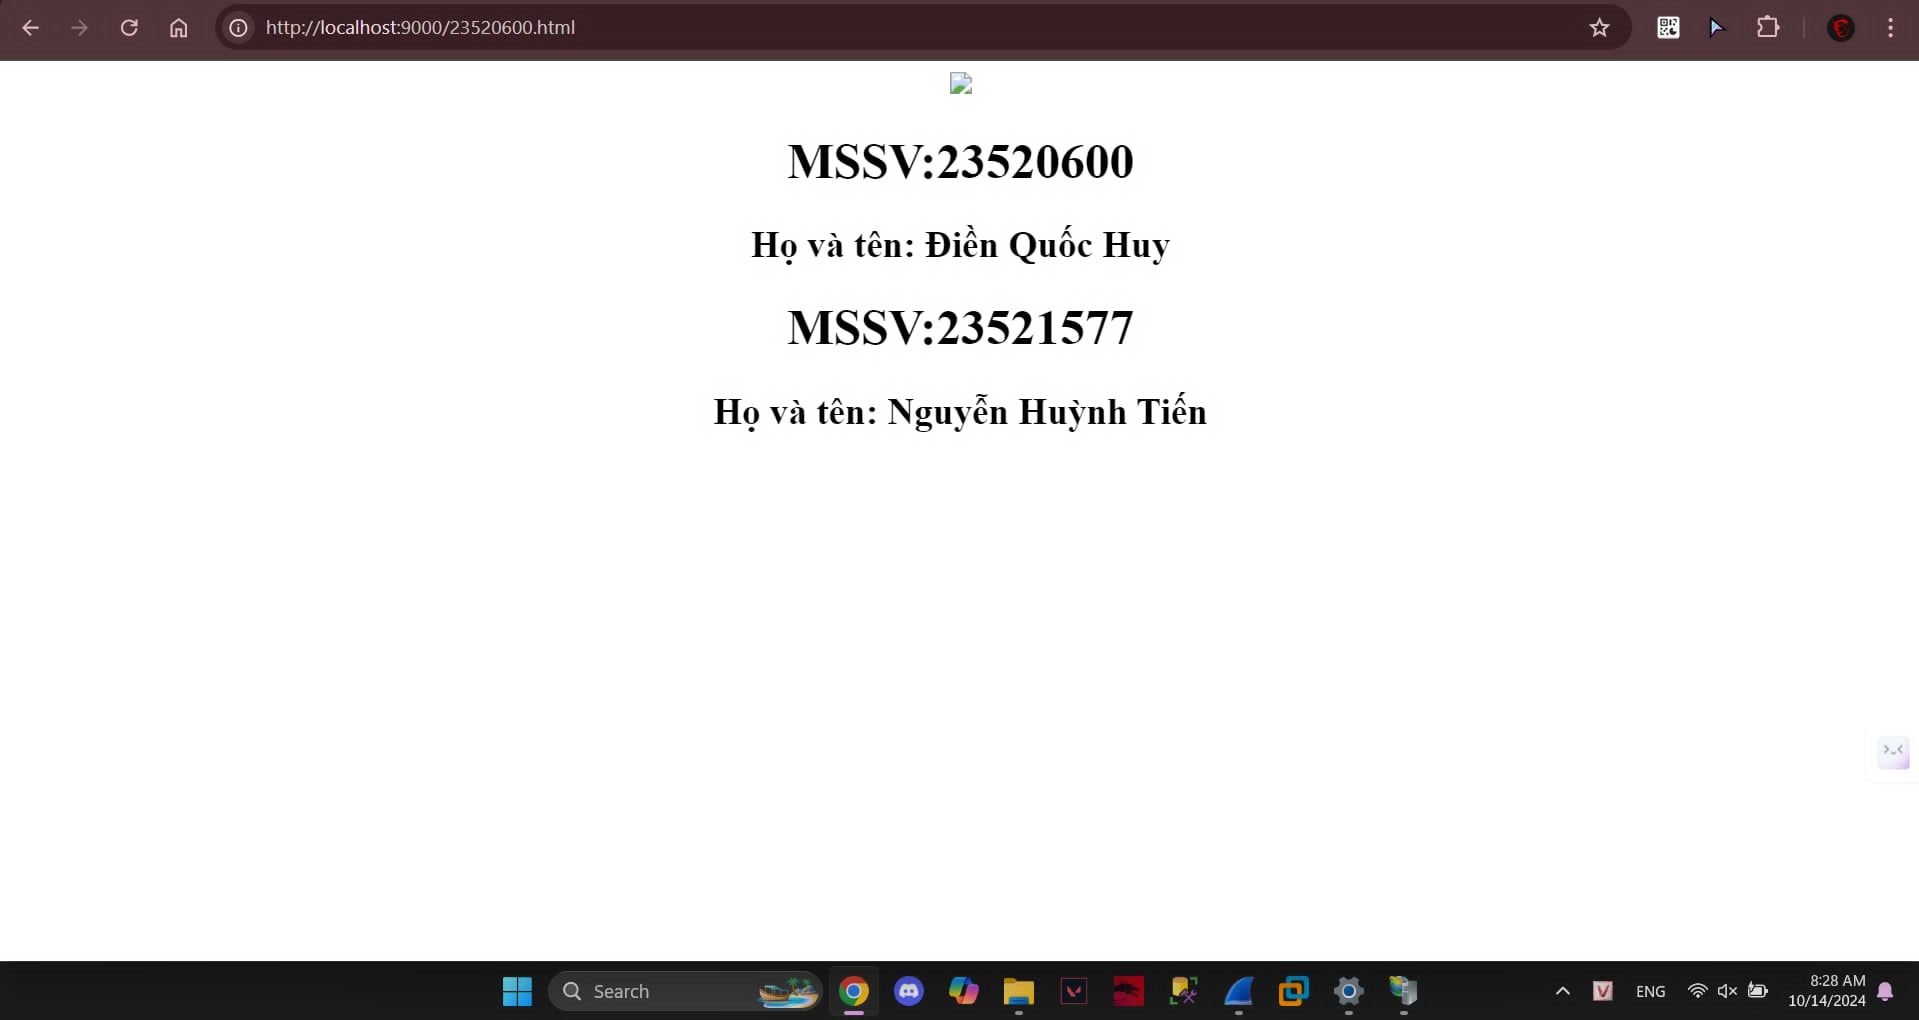 http://localhost:9000/23520600.html
MSSV:23520600
Họ và tên: Điền Quốc Huy
MSSV:23521577
Họ và tên: Nguyễn Huỳnh Tiến
Search
V
ENG
8:28 AM
10/14/2024